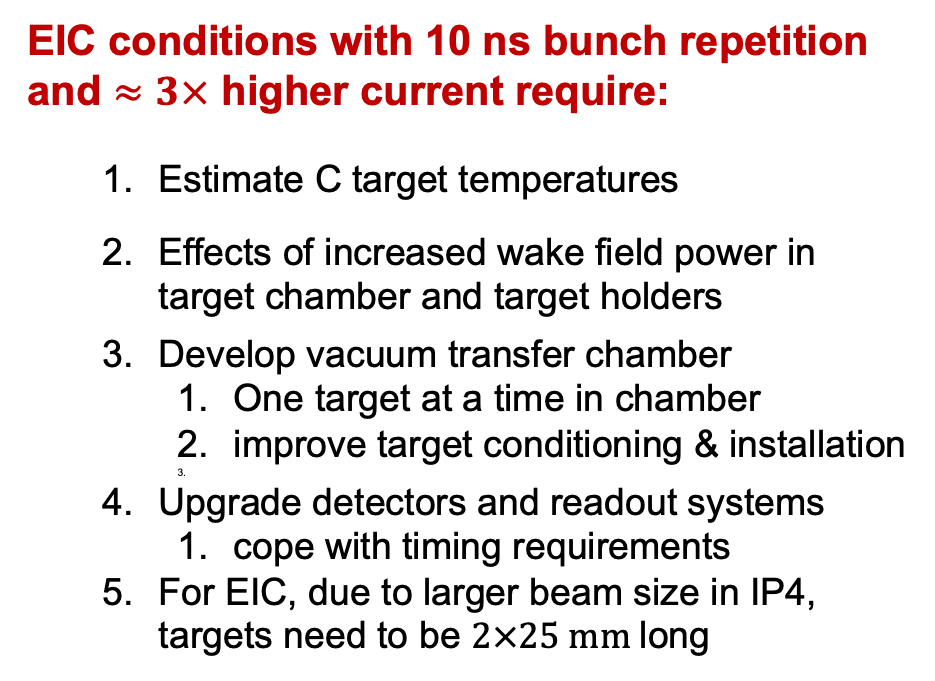 EIC conditions with 10 ns bunch repetition
and ≈ 3× higher current require:
1. Estimate C target temperatures
2. Effects of increased wake field power in
target chamber and target holders
3. Develop vacuum transfer chamber
1. One target at a time in chamber
2. improve target conditioning & installation
3.
4. Upgrade detectors and readout systems
1. cope with timing requirements
5. For EIC, due to larger beam size in IP4,
targets need to be 2×25 mm long